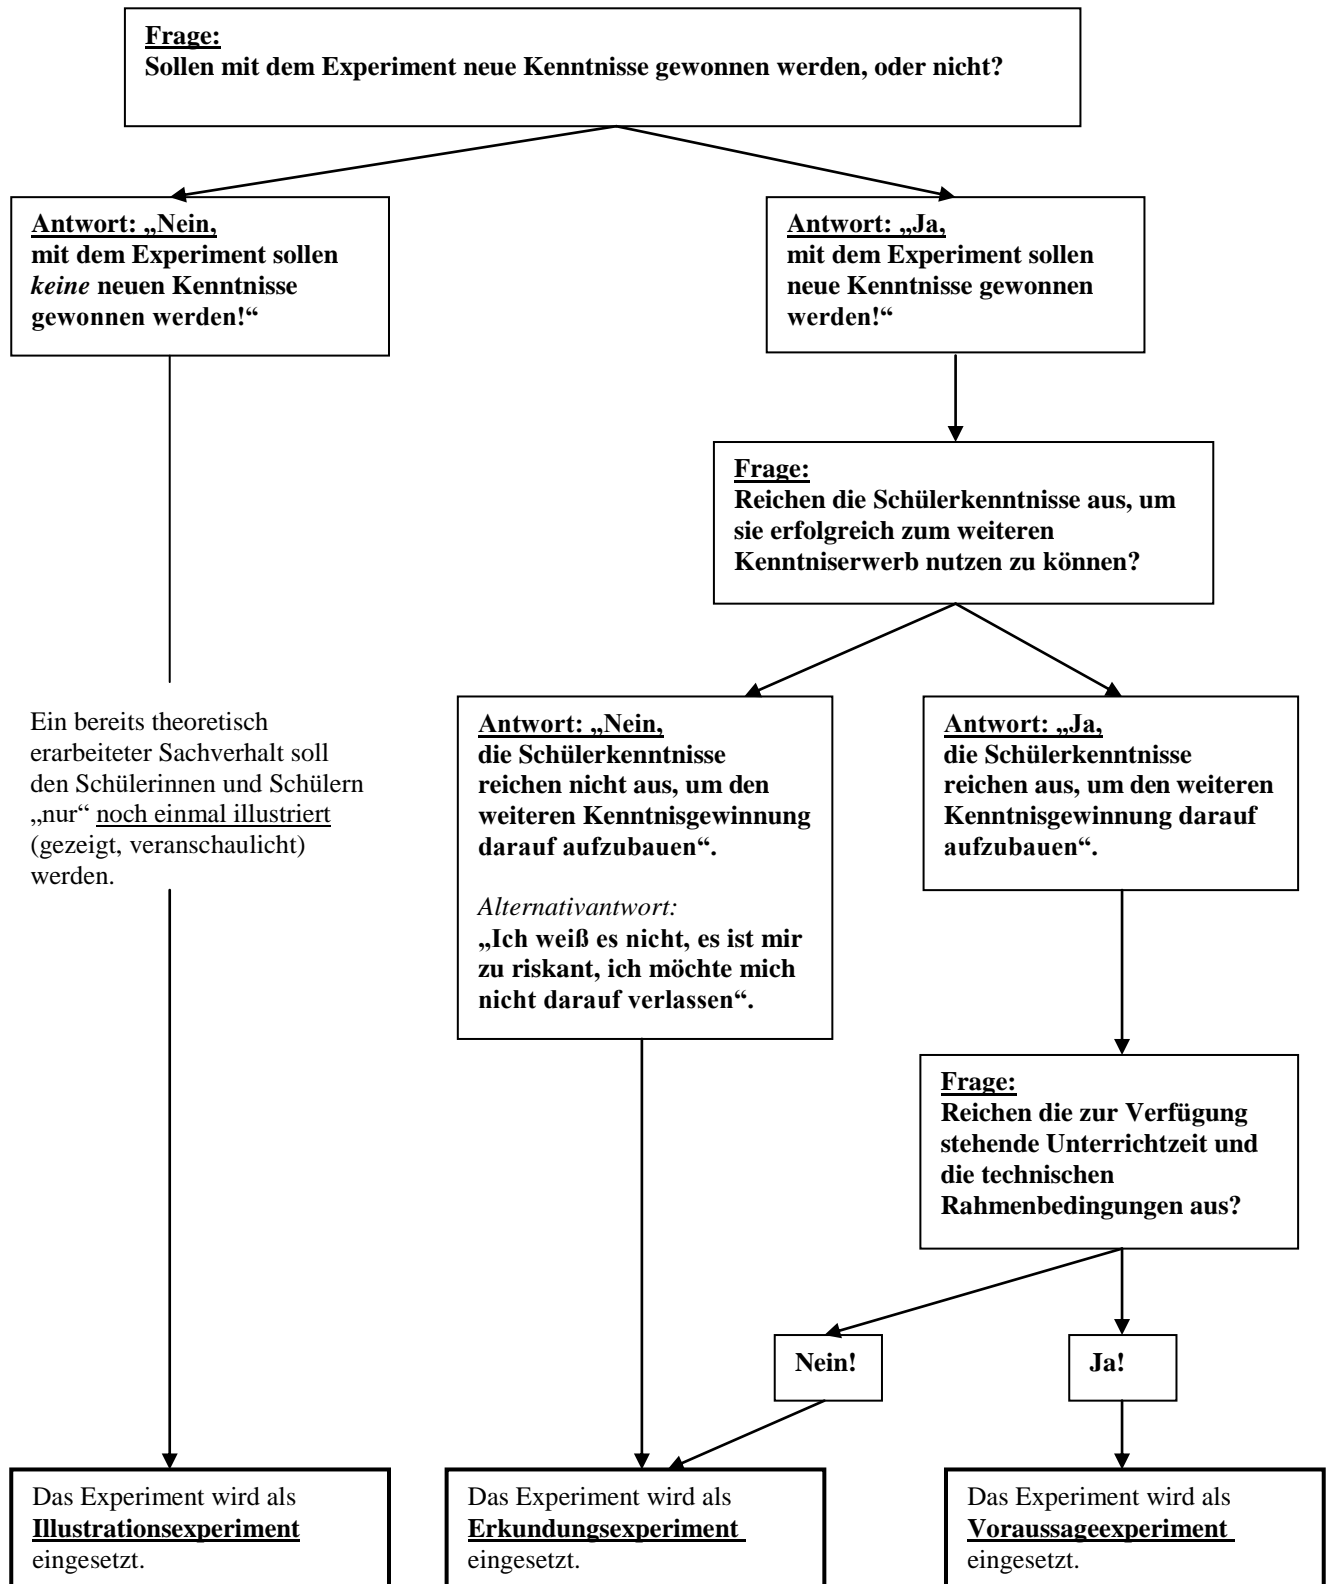 Frage:
Sollen mit dem Experiment neue Kenntnisse gewonnen werden, oder nicht?
Antwort: „Nein,
mit dem Experiment sollen
keine neuen Kenntnisse
gewonnen werden!“
Antwort: „Ja,
mit dem Experiment sollen
neue Kenntnisse gewonnen
werden!“
Frage:
Reichen die Schülerkenntnisse aus, um
sie erfolgreich zum weiteren
Kenntniserwerb nutzen zu können?
Ein bereits theoretisch
erarbeiteter Sachverhalt soll
den Schülerinnen und Schülern
„nur“ noch einmal illustriert
(gezeigt, veranschaulicht)
werden.
Antwort: „Nein,
die Schülerkenntnisse
reichen nicht aus, um den
weiteren Kenntnisgewinnung
darauf aufzubauen“.
Alternativantwort:
„Ich weiß es nicht, es ist mir
zu riskant, ich möchte mich
nicht darauf verlassen“.
Antwort: „Ja,
die Schülerkenntnisse
reichen aus, um den weiteren
Kenntnisgewinnung darauf
aufzubauen“.
Frage:
Reichen die zur Verfügung
stehende Unterrichtzeit und
die technischen
Rahmenbedingungen aus?
Nein!
Ja!
Das Experiment wird als
Illustrationsexperiment
eingesetzt.
Das Experiment wird als
Erkundungsexperiment
eingesetzt.
Das Experiment wird als
Voraussageexperiment
eingesetzt.